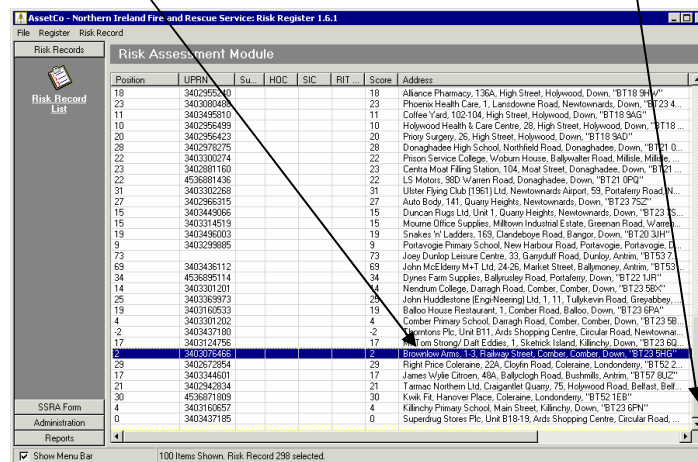 AssetCo - Northern Ireland Fire and Rescue Service: Risk Register 1.6.1
File Register Risk Record
Risk Records
Risk Assessment Module
Risk Record
List
Position UPRN Su... HOC SIC RIT ... Score Address
18 3402955240 18 Alliance Pharmacy, 136A, High Street, Holywood, Down, "BT18 9HW"
23 3403080488 23 Phoenix Health Care, 1, Lansdowne Road, Newtownards, Down, "BT23 4...
11 3403495810 11 Coffee Yard, 102-104, High Street, Holywood, Down, "BT18 9AG"
10 3402956499 10 Holywood Health & Care Centre, 28, High Street, Holywood, Down, "BT18 ...
20 3402956423 20 Priory Surgery, 26, High Street, Holywood, Down, "BT18 9AD"
28 3402978275 28 Donaghadee High School, Northfield Road, Donaghadee, Down, "BT21 0...
22 3403300274 22 Prison Service College, Woburn House, Ballywalter Road, Millisle, Millisle, ...
23 3402881160 23 Centra Moat Filling Station, 104, Moat Street, Donaghadee, Down, "BT21 ...
22 4536881436 22 LS Motors, 98D Warren Road, Donaghadee, Down, "BT21 0PQ"
31 3403302268 31 Ulster Flying Club (1961) Ltd, Newtownards Airport, 59, Portaferry Road, N...
27 3402966315 27 Auto Body, 141, Quarry Heights, Newtownards, Down, "BT23 7SZ"
15 3403449066 15 Duncan Rugs Ltd, Unit 1, Quarry Heights, Newtownards, Down, "BT23 7S...
15 3403314519 15 Mourne Office Supplies, Milltown Industrial Estate, Greenan Road, Warren...
19 3403496003 19 Snakes 'n' Ladders, 169, Clandeboye Road, Bangor, Down, "BT20 3JH"
9 3403299885 9 Portavogie Primary School, New Harbour Road, Portavogie, Portavogie, D...
73 73 Joey Dunlop Leisure Centre, 33, Garryduff Road, Dunloy, Antrim, "BT53 7...
69 3403436112 69 John McElderry M+T Ltd, 24-26, Market Street, Ballymoney, Antrim, "BT53 ...
34 4536895114 34 Dynes Farm Supplies, Ballyrusley Road, Portaferry, Down, "BT22 1JR"
14 3403301201 14 Nendrum College, Darragh Road, Comber, Comber, Down, "BT23 5BX"
25 3403369973 25 John Huddlestone (Engi-Neering) Ltd, 1, 11, Tullykevin Road, Greyabbey, ...
19 3403160533 19 Balloo House Restaurant, 1, Comber Road, Balloo, Down, "BT23 6PA"
4 3403301202 4 Comber Primary School, Darragh Road, Comber, Comber, Down, "BT23 5...
-2 3403437180 -2 Thorntons Plc, Unit B11, Ards Shopping Centre, Circular Road, Newtownar...
17 3403124756 17 Tom Strong/ Daft Eddies, 1, Sketrick Island, Killinchy, Down, "BT23 6Q...
2 3403076466 2 Brownlow Arms, 1-3, Railway Street, Comber, Comber, Down, "BT23 5HG"
29 3402672854 29 Right Price Coleraine, 22A, Cloyfin Road, Coleraine, Londonderry, "BT52 2...
17 3403344601 17 James Wylie Citroen, 48A, Ballyclogh Road, Bushmills, Antrim, "BT57 8UZ"
21 3402942834 21 Tarmac Northern Ltd, Craigantlet Quarry, 75, Holywood Road, Belfast, Belf...
30 4536871809 30 Kwik Fit, Hanover Place, Coleraine, Londonderry, "BT52 1EB"
4 3403160657 4 Killinchy Primary School, Main Street, Killinchy, Down, "BT23 6PN"
0 3403437185 0 Superdrug Stores Plc, Unit B18-19, Ards Shopping Centre, Circular Road, ...
SSRA Form
Administration
Reports
Show Menu Bar 100 Items Shown. Risk Record 298 selected.